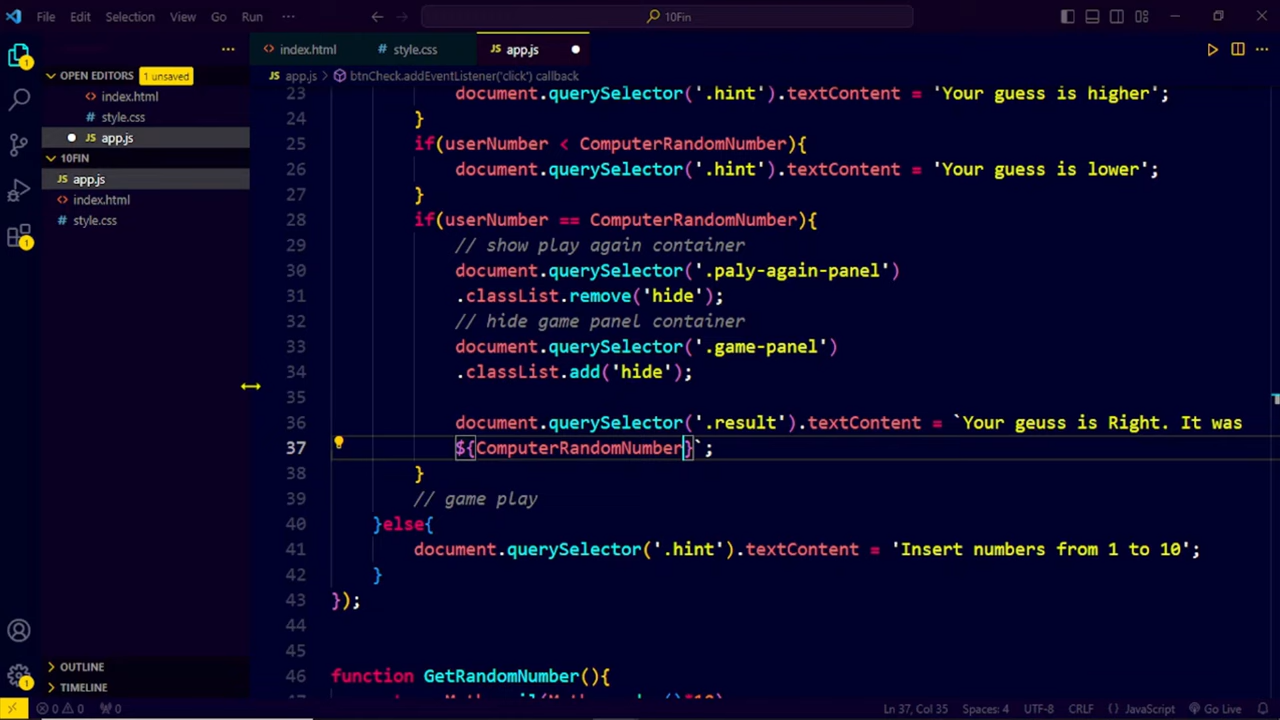 File Edit Selection View Go Run ··· 10Fin
index.html style.css JS app.js
OPEN EDITORS 1 unsaved
index.html
style.css
JS app.js
10FIN
JS app.js
index.html
style.css
OUTLINE
TIMELINE
JS app.js > btnCheck.addEventListener('click') callback
23 document.querySelector('.hint').textContent = 'Your guess is higher';
24 }
25 if(userNumber < ComputerRandomNumber){
26 document.querySelector('.hint').textContent = 'Your guess is lower';
27 }
28 if(userNumber == ComputerRandomNumber){
29 // show play again container
30 document.querySelector('.paly-again-panel')
31 .classList.remove('hide');
32 // hide game panel container
33 document.querySelector('.game-panel')
34 .classList.add('hide');
35
36 document.querySelector('.result').textContent = `Your geuss is Right. It was
37 ${ComputerRandomNumber}`;
38 }
39 // game play
40 }else{
41 document.querySelector('.hint').textContent = 'Insert numbers from 1 to 10';
42 }
43 });
44
45
46 function GetRandomNumber(){
0 0 0 Ln 37, Col 35 Spaces: 4 UTF-8 CRLF {} JavaScript Go Live